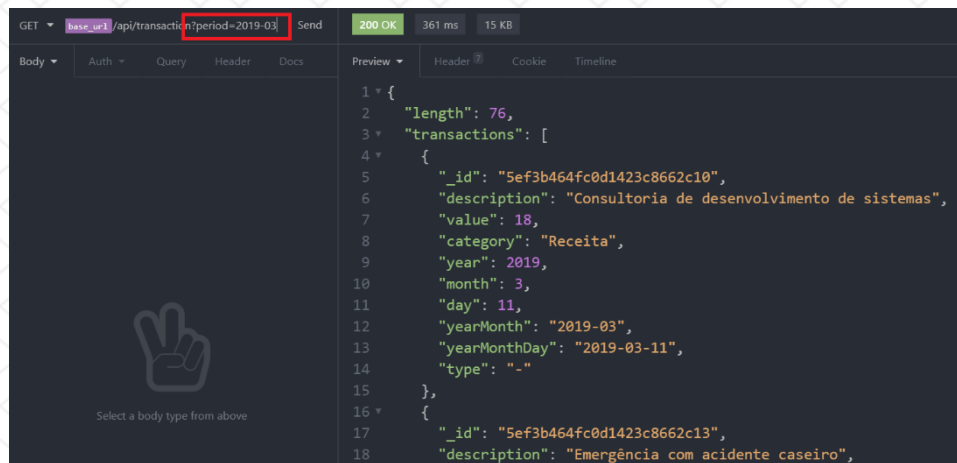 GET base_url /api/transaction?period=2019-03 Send 200 OK 361 ms 15 KB
Body Auth Query Header Docs Preview Header 7 Cookie Timeline
1 {
2 "length": 76,
3 "transactions": [
4 {
5 "_id": "5ef3b464fc0d1423c8662c10",
6 "description": "Consultoria de desenvolvimento de sistemas",
7 "value": 18,
8 "category": "Receita",
9 "year": 2019,
10 "month": 3,
11 "day": 11,
12 "yearMonth": "2019-03",
13 "yearMonthDay": "2019-03-11",
14 "type": "-"
15 },
16 {
17 "_id": "5ef3b464fc0d1423c8662c13",
18 "description": "Emergência com acidente caseiro",
Select a body type from above